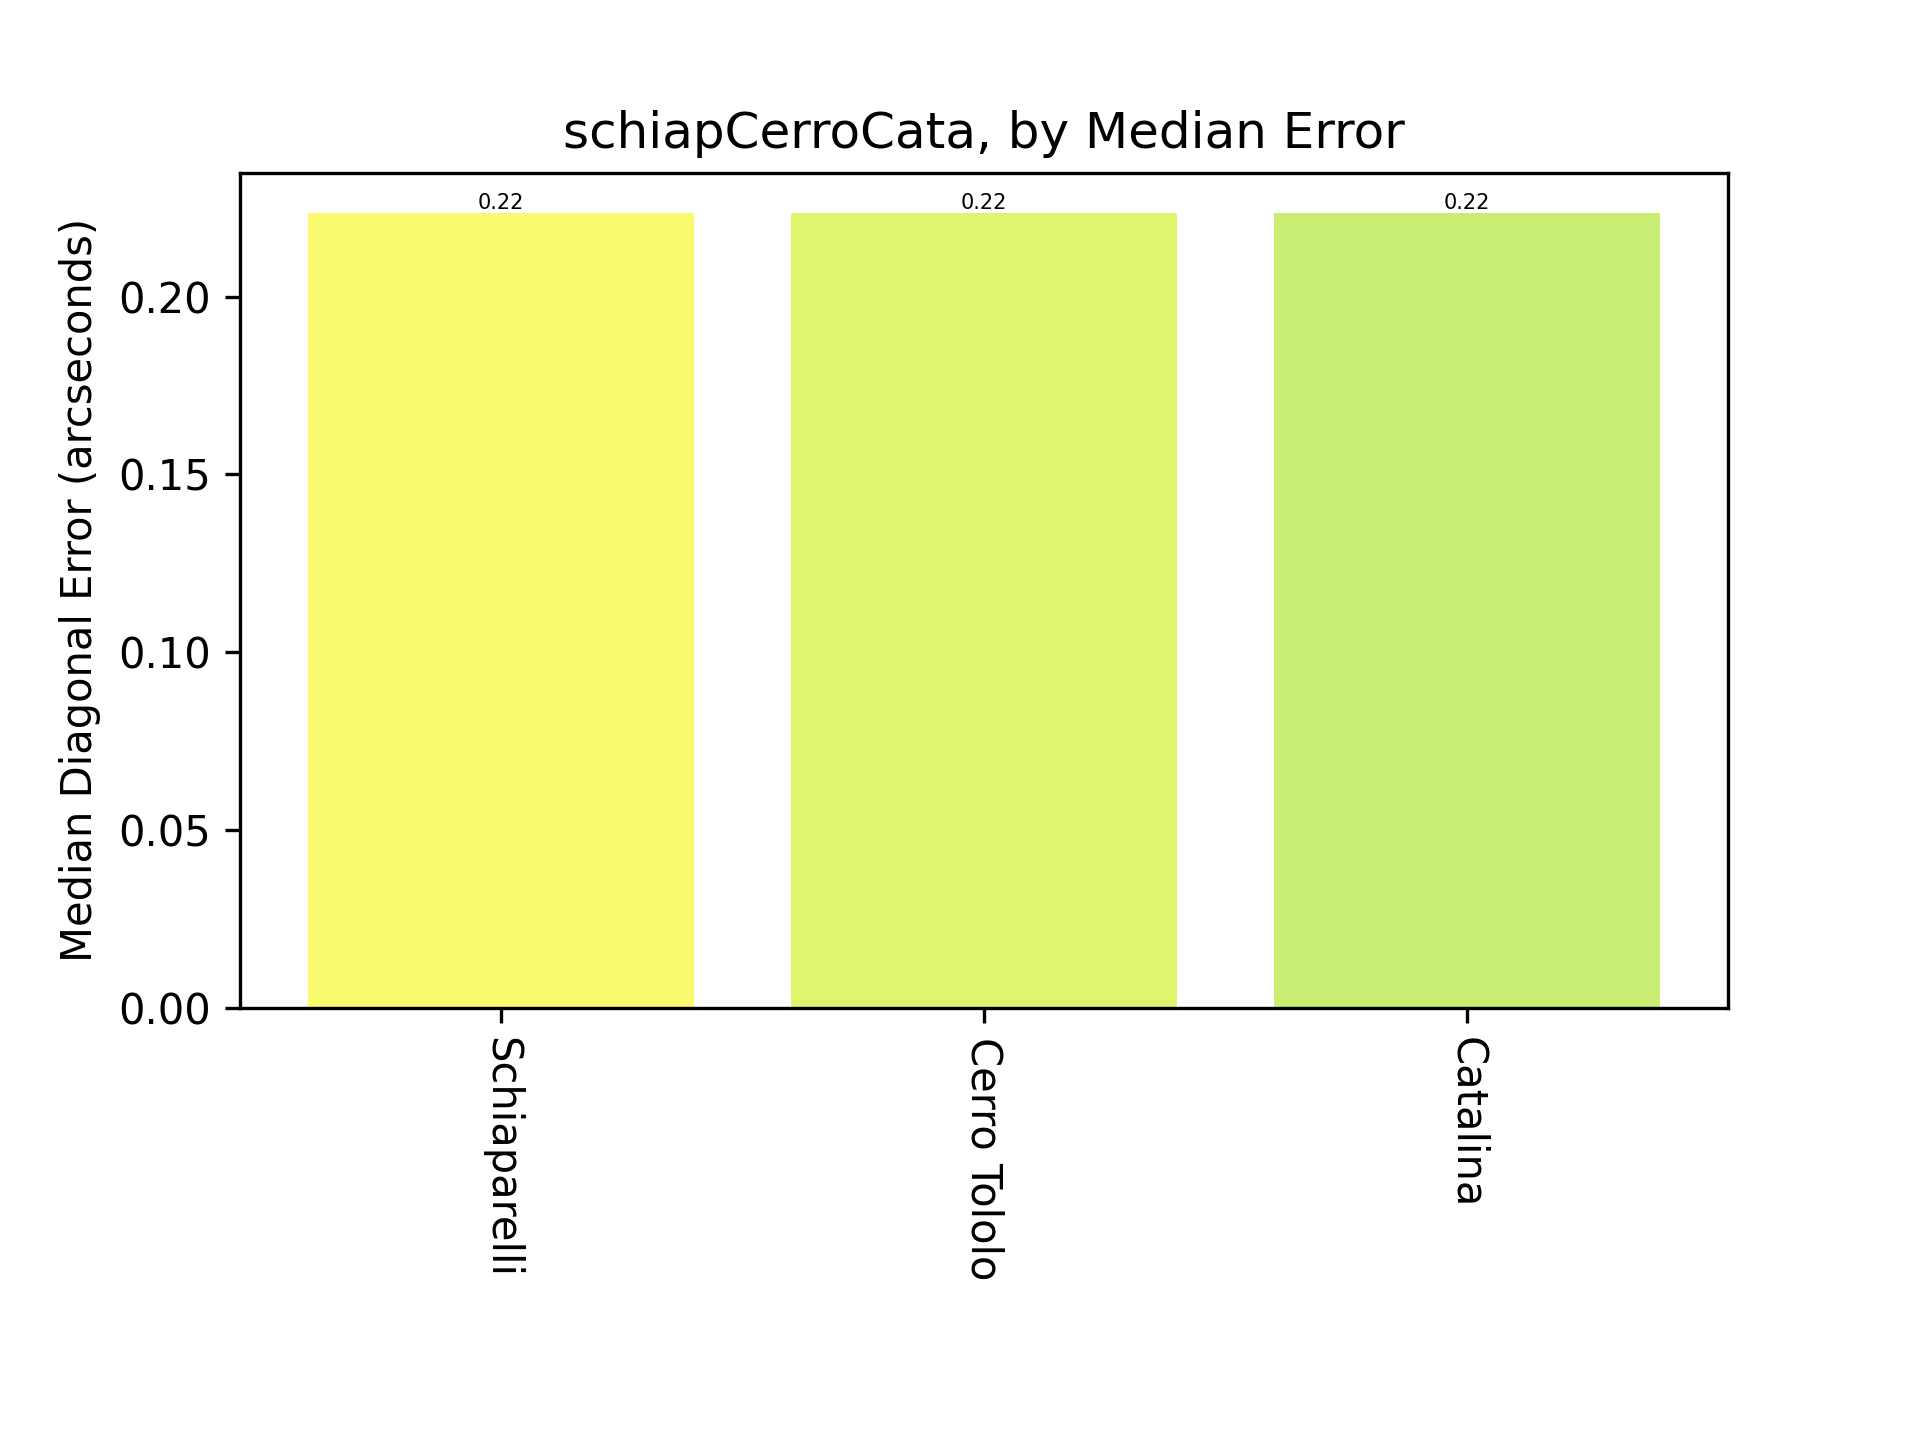 schiapCerroCata, by Median Error
Median Diagonal Error (arcseconds)
0.20
0.15
0.10
0.05
0.00
0.22
0.22
0.22
Schiaparelli
Cerro Tololo
Catalina